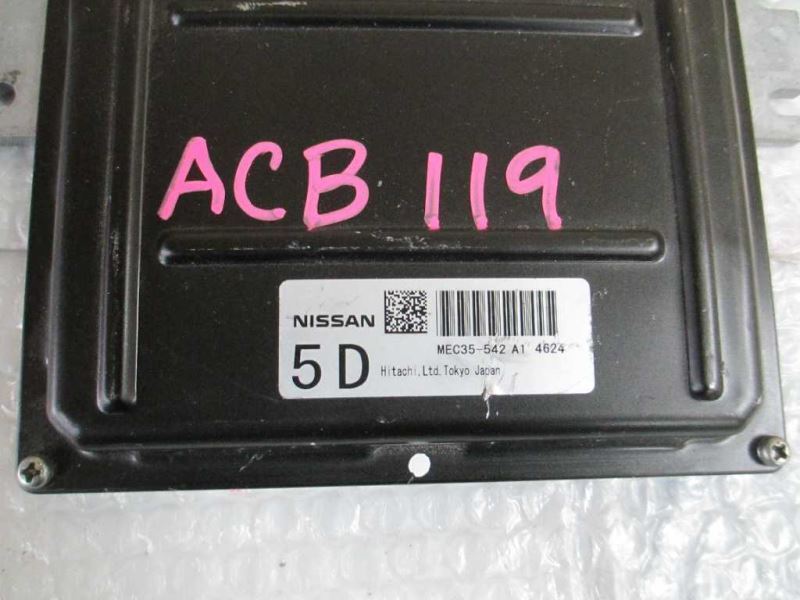 ACB 119
NISSAN
MEC35-542 A1 4624
5D
Hitachi,Ltd.Tokyo Japan